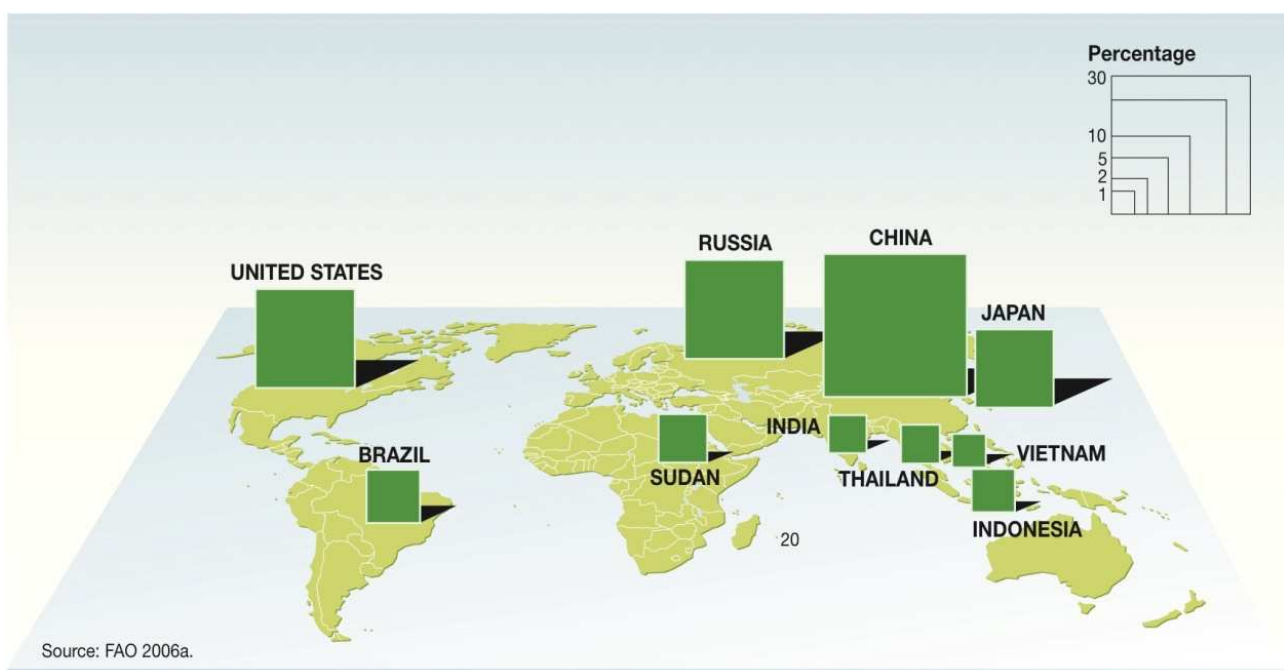 Percentage
30
10
5
2
1
RUSSIA
CHINA
UNITED STATES
JAPAN
INDIA
BRAZIL
VIETNAM
SUDAN
THAILAND
INDONESIA
20
Source: FAO 2006a.